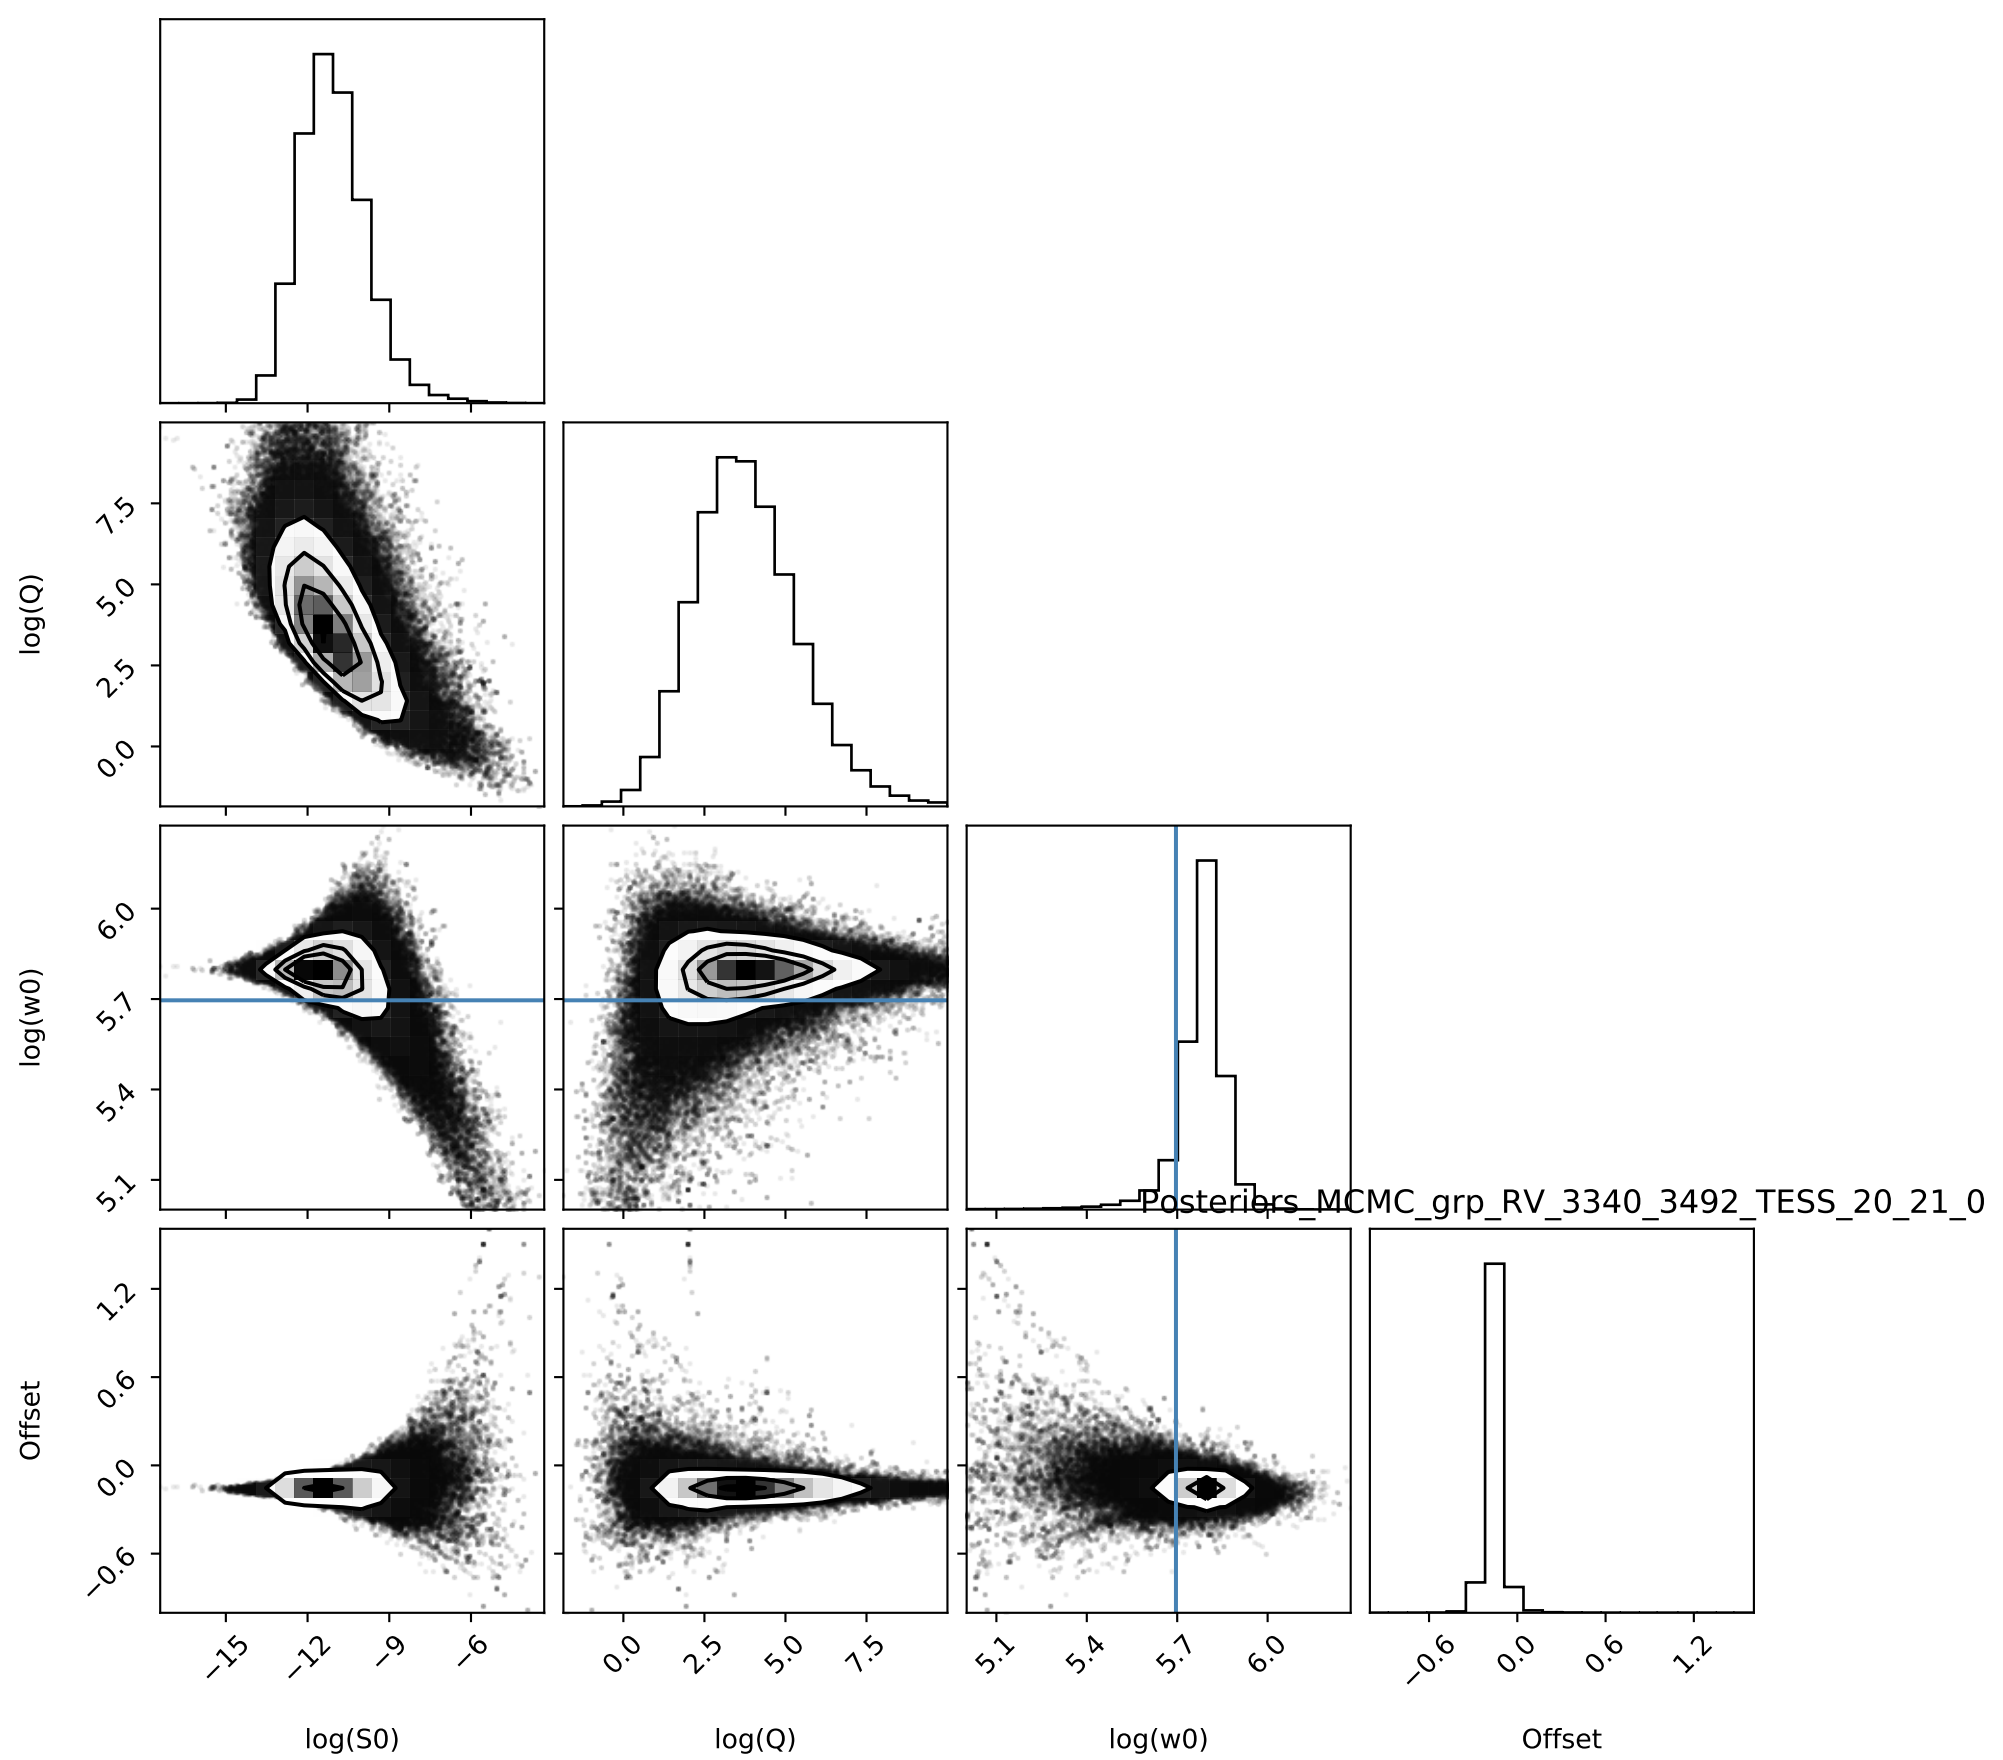 log(Q)
7.5
5.0
2.5
0.0
log(w0)
6.0
5.7
5.4
5.1
Posteriors_MCMC_grp_RV_3340_3492_TESS_20_21_0
Offset
1.2
0.6
0.0
−0.6
−15 −12 −9 −6 0.0 2.5 5.0 7.5 5.1 5.4 5.7 6.0 −0.6 0.0 0.6 1.2
log(S0) log(Q) log(w0) Offset